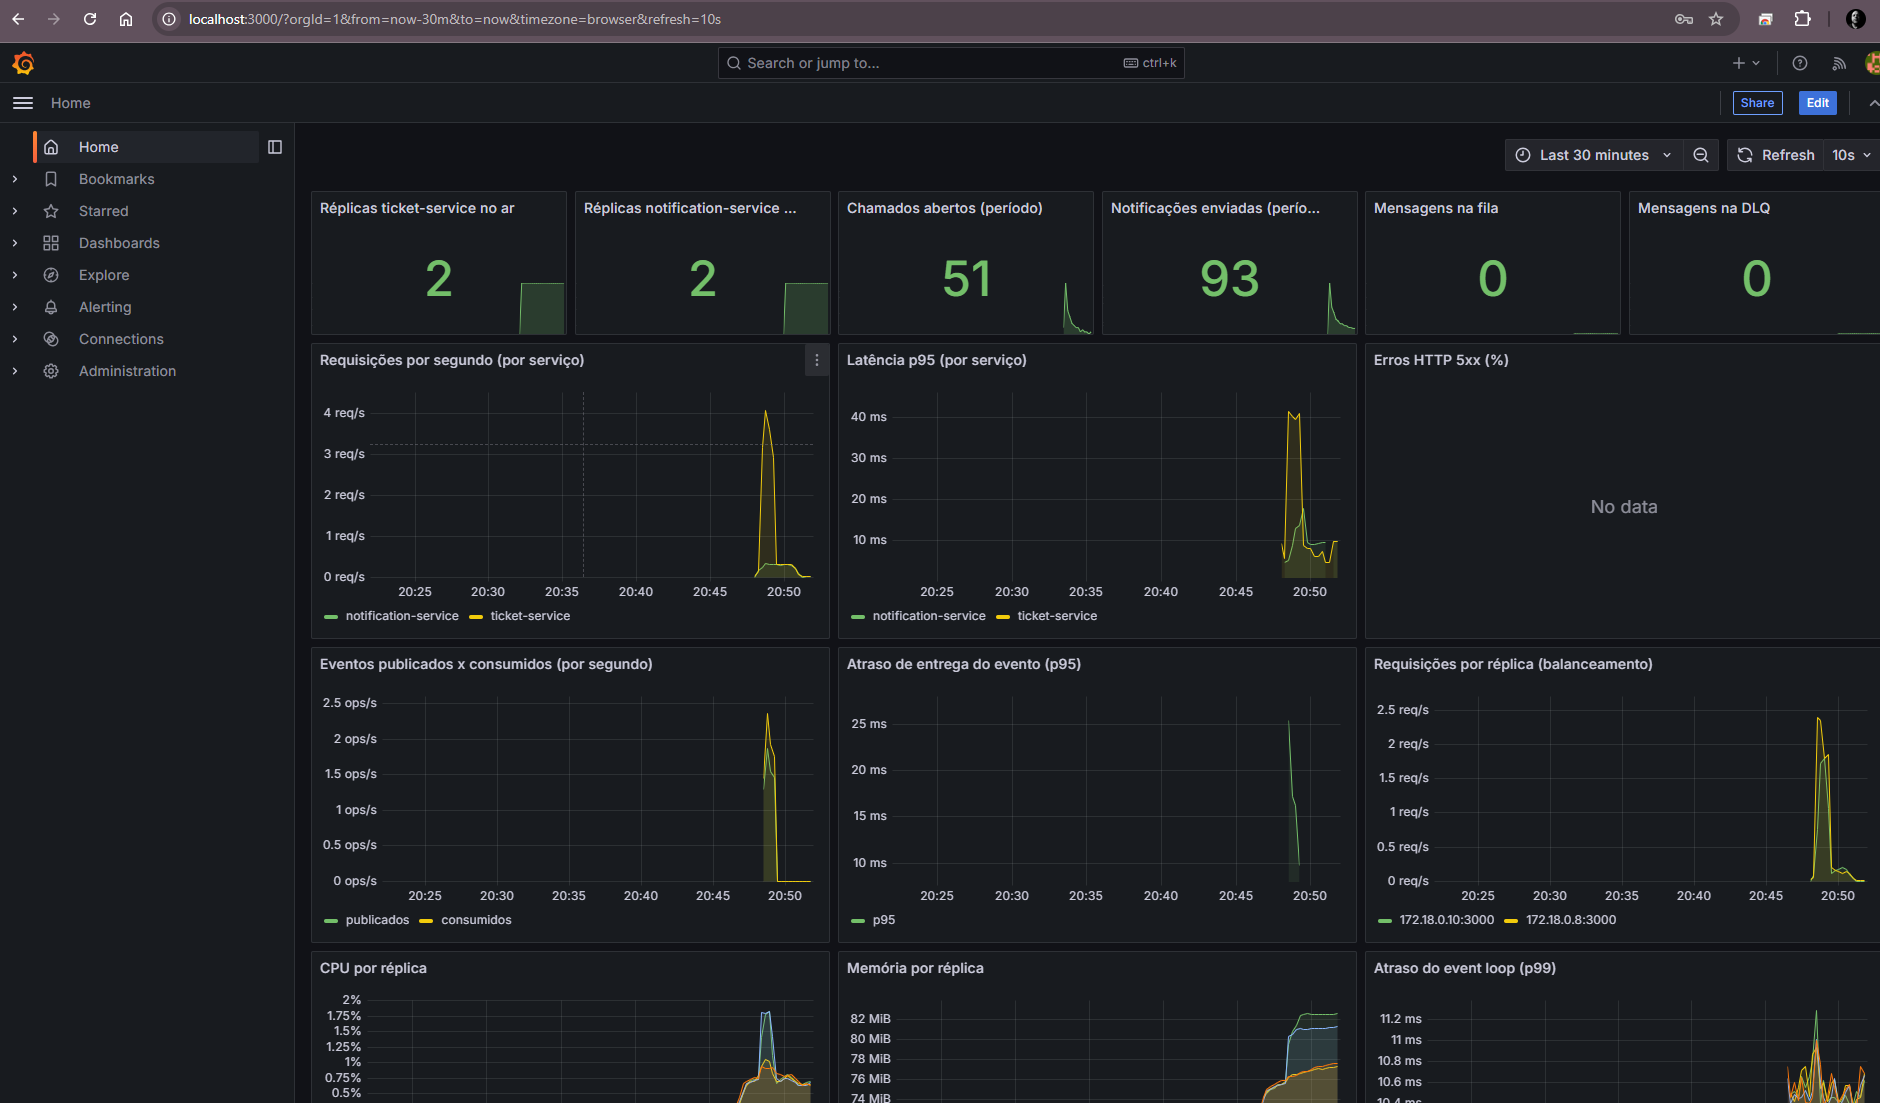 localhost:3000/?orgId=1&from=now-30m&to=now&timezone=browser&refresh=10s
Search or jump to...
ctrl+k
Home
Share
Edit
Home
Bookmarks
Starred
Dashboards
Explore
Alerting
Connections
Administration
Last 30 minutes
Refresh
10s
Réplicas ticket-service no ar
2
Réplicas notification-service ...
2
Chamados abertos (período)
51
Notificações enviadas (perío...
93
Mensagens na fila
0
Mensagens na DLQ
0
Requisições por segundo (por serviço)
4 req/s
3 req/s
2 req/s
1 req/s
0 req/s
20:25 20:30 20:35 20:40 20:45 20:50
notification-service ticket-service
Latência p95 (por serviço)
40 ms
30 ms
20 ms
10 ms
20:25 20:30 20:35 20:40 20:45 20:50
notification-service ticket-service
Erros HTTP 5xx (%)
No data
Eventos publicados x consumidos (por segundo)
2.5 ops/s
2 ops/s
1.5 ops/s
1 ops/s
0.5 ops/s
0 ops/s
20:25 20:30 20:35 20:40 20:45 20:50
publicados consumidos
Atraso de entrega do evento (p95)
25 ms
20 ms
15 ms
10 ms
20:25 20:30 20:35 20:40 20:45 20:50
p95
Requisições por réplica (balanceamento)
2.5 req/s
2 req/s
1.5 req/s
1 req/s
0.5 req/s
0 req/s
20:25 20:30 20:35 20:40 20:45 20:50
172.18.0.10:3000 172.18.0.8:3000
CPU por réplica
2%
1.75%
1.5%
1.25%
1%
0.75%
0.5%
Memória por réplica
82 MiB
80 MiB
78 MiB
76 MiB
74 MiB
Atraso do event loop (p99)
11.2 ms
11 ms
10.8 ms
10.6 ms
10.4 ms